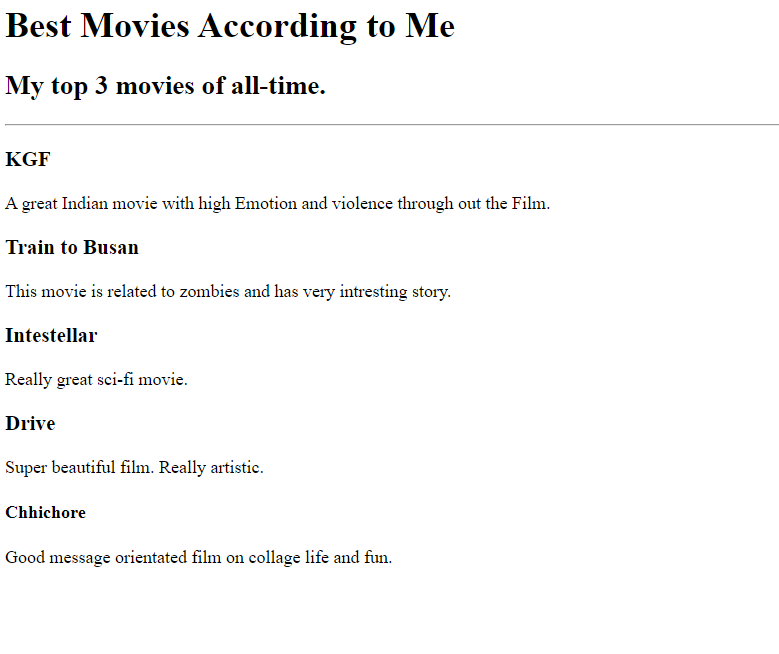 Best Movies According to Me
My top 3 movies of all-time.
KGF
A great Indian movie with high Emotion and violence through out the Film.
Train to Busan
This movie is related to zombies and has very intresting story.
Intestellar
Really great sci-fi movie.
Drive
Super beautiful film. Really artistic.
Chhichore
Good message orientated film on collage life and fun.